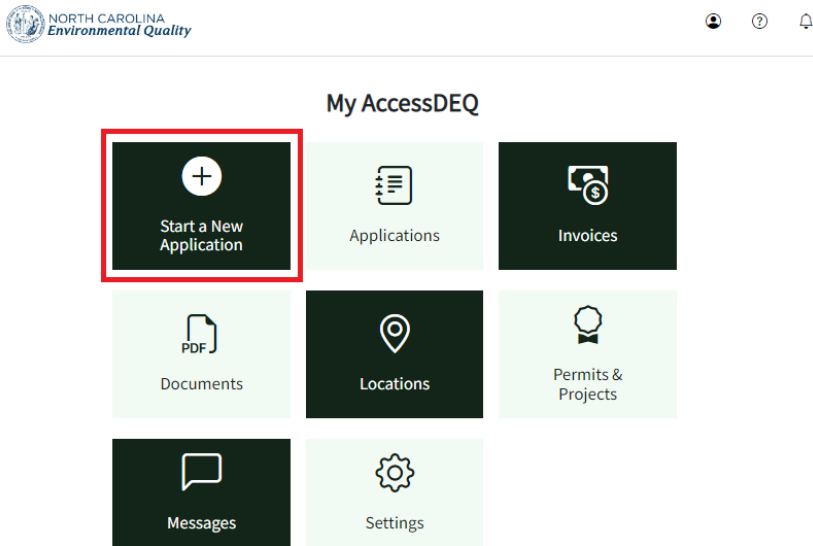 NORTH CAROLINA
Environmental Quality
My AccessDEQ
Start a New
Application
Applications
Invoices
PDF
Documents
Locations
Permits &
Projects
Messages
Settings